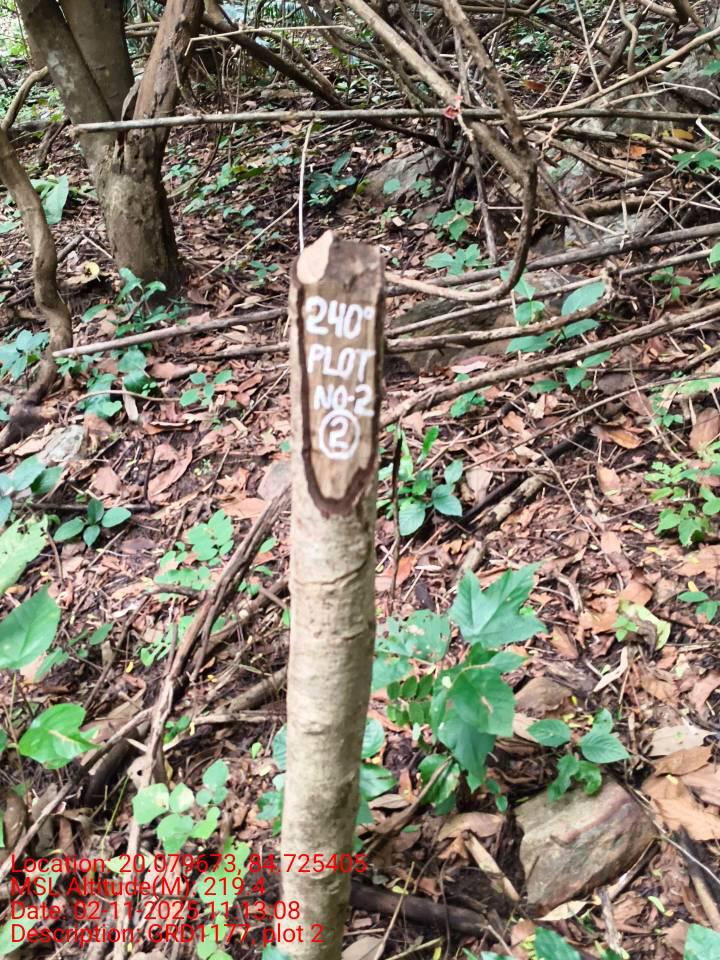 240°
PLOT
NO-2
2
Location: 20.079673, 84.725405
MSL Altitude(M): 219.4
Date: 02-11-2025 11:13:08
Description: GRD1177, plot 2